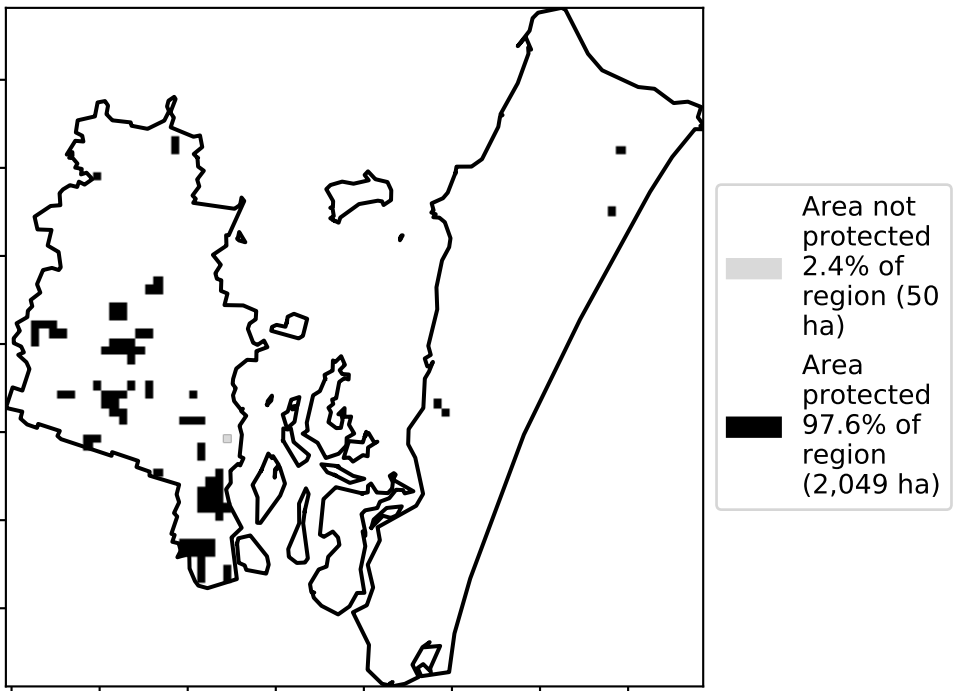 Area not
protected
2.4% of
region (50
ha)
Area
protected
97.6% of
region
(2,049 ha)